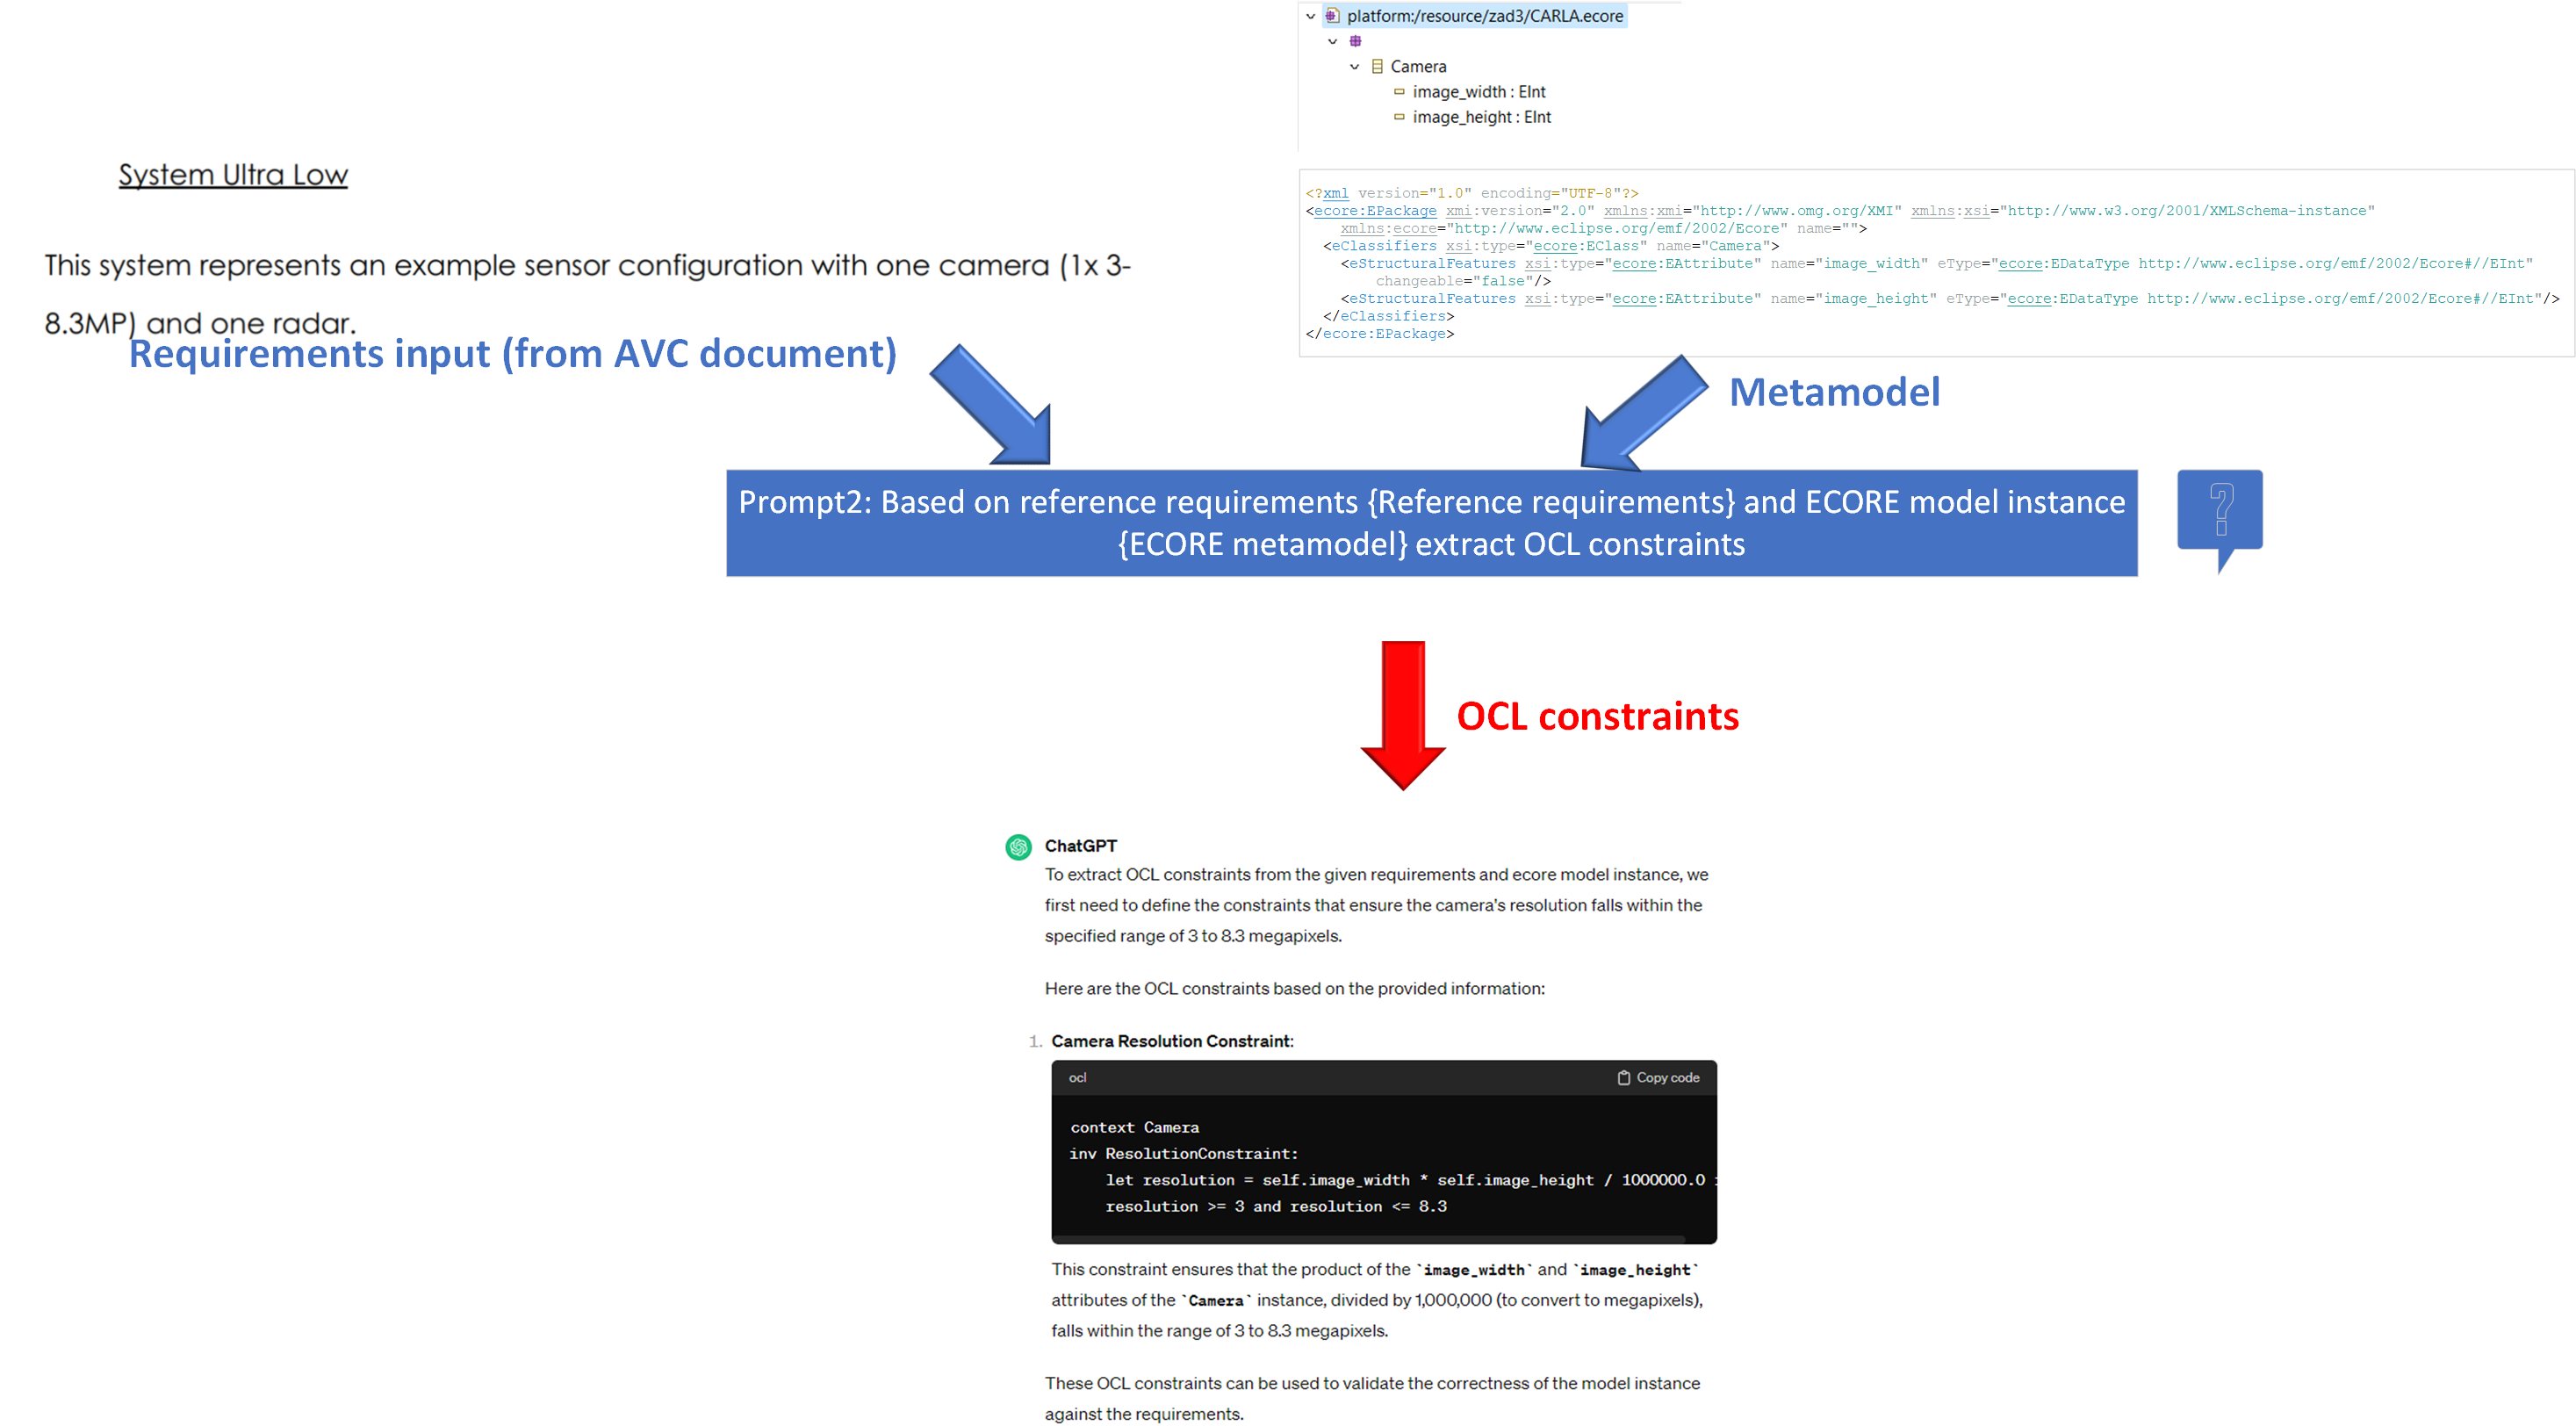 platform:/resource/zad3/CARLA.ecore
Camera
image_width : EInt
image_height : EInt
System Ultra Low
This system represents an example sensor configuration with one camera (1x 3-
8.3MP) and one radar.
<?xml version="1.0" encoding="UTF-8"?>
<ecore:EPackage xmi:version="2.0" xmlns:xmi="http://www.omg.org/XMI" xmlns:xsi="http://www.w3.org/2001/XMLSchema-instance"
xmlns:ecore="http://www.eclipse.org/emf/2002/Ecore" name="">
<eClassifiers xsi:type="ecore:EClass" name="Camera">
<eStructuralFeatures xsi:type="ecore:EAttribute" name="image_width" eType="ecore:EDataType http://www.eclipse.org/emf/2002/Ecore#//EInt"
changeable="false"/>
<eStructuralFeatures xsi:type="ecore:EAttribute" name="image_height" eType="ecore:EDataType http://www.eclipse.org/emf/2002/Ecore#//EInt"/>
</eClassifiers>
</ecore:EPackage>
Requirements input (from AVC document)
Metamodel
Prompt2: Based on reference requirements {Reference requirements} and ECORE model instance
{ECORE metamodel} extract OCL constraints
?
OCL constraints
ChatGPT
To extract OCL constraints from the given requirements and ecore model instance, we
first need to define the constraints that ensure the camera's resolution falls within the
specified range of 3 to 8.3 megapixels.
Here are the OCL constraints based on the provided information:
1. Camera Resolution Constraint:
ocl
Copy code
context Camera
inv ResolutionConstraint:
let resolution = self.image_width * self.image_height / 1000000.0
resolution >= 3 and resolution <= 8.3
This constraint ensures that the product of the `image_width` and `image_height`
attributes of the `Camera` instance, divided by 1,000,000 (to convert to megapixels),
falls within the range of 3 to 8.3 megapixels.
These OCL constraints can be used to validate the correctness of the model instance
against the requirements.